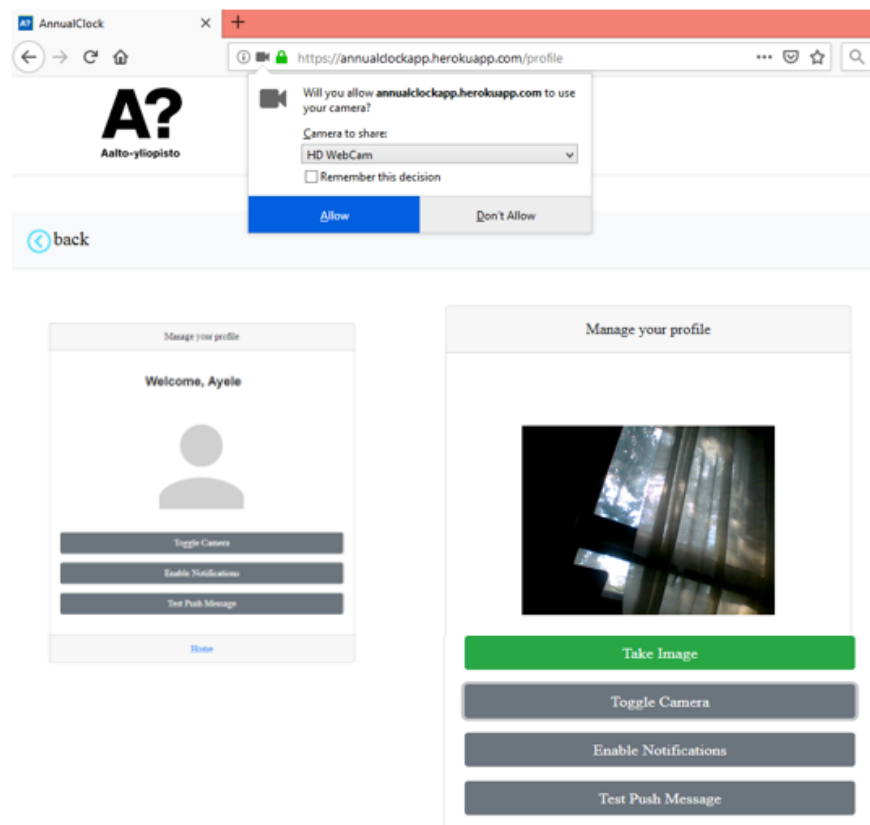 AnnualClock
https://annualclockapp.herokuapp.com/profile
A?
Aalto-yliopisto
Will you allow annualclockapp.herokuapp.com to use
your camera?
Camera to share:
HD WebCam
Remember this decision
Allow
Don't Allow
back
Manage your profile
Welcome, Ayele
Toggle Camera
Enable Notifications
Test Push Message
Home
Manage your profile
Take Image
Toggle Camera
Enable Notifications
Test Push Message